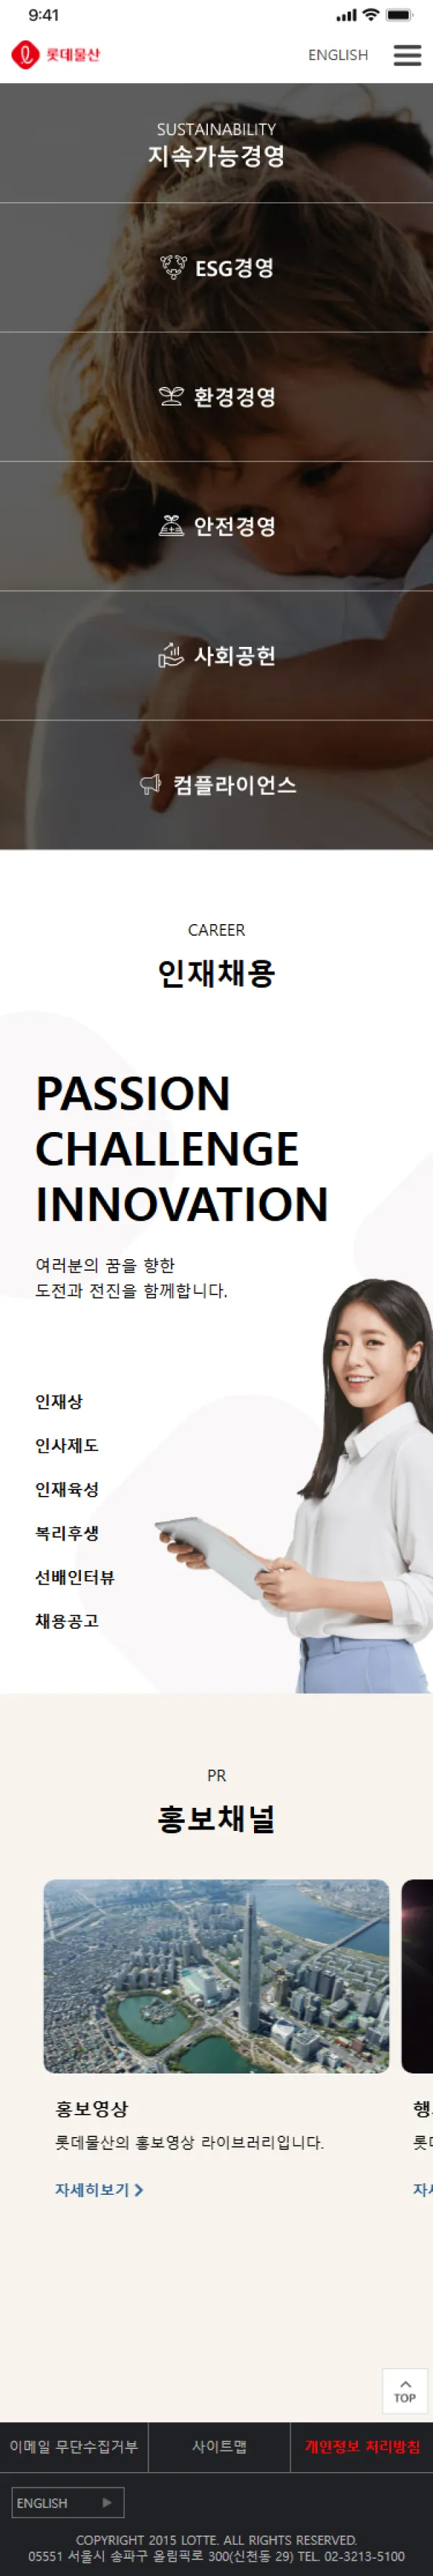 9:41
롯데물산
ENGLISH
SUSTAINABILITY
지속가능경영
ESG경영
환경경영
안전경영
사회공헌
컴플라이언스
CAREER
인재채용
PASSION
CHALLENGE
INNOVATION
여러분의 꿈을 향한
도전과 전진을 함께합니다.
인재상
인사제도
인재육성
복리후생
선배인터뷰
채용공고
PR
홍보채널
홍보영상
롯데물산의 홍보영상 라이브러리입니다.
자세히보기
TOP
이메일 무단수집거부
사이트맵
개인정보 처리방침
ENGLISH
COPYRIGHT 2015 LOTTE. ALL RIGHTS RESERVED.
05551 서울시 송파구 올림픽로 300(신천동 29) TEL. 02-3213-5100